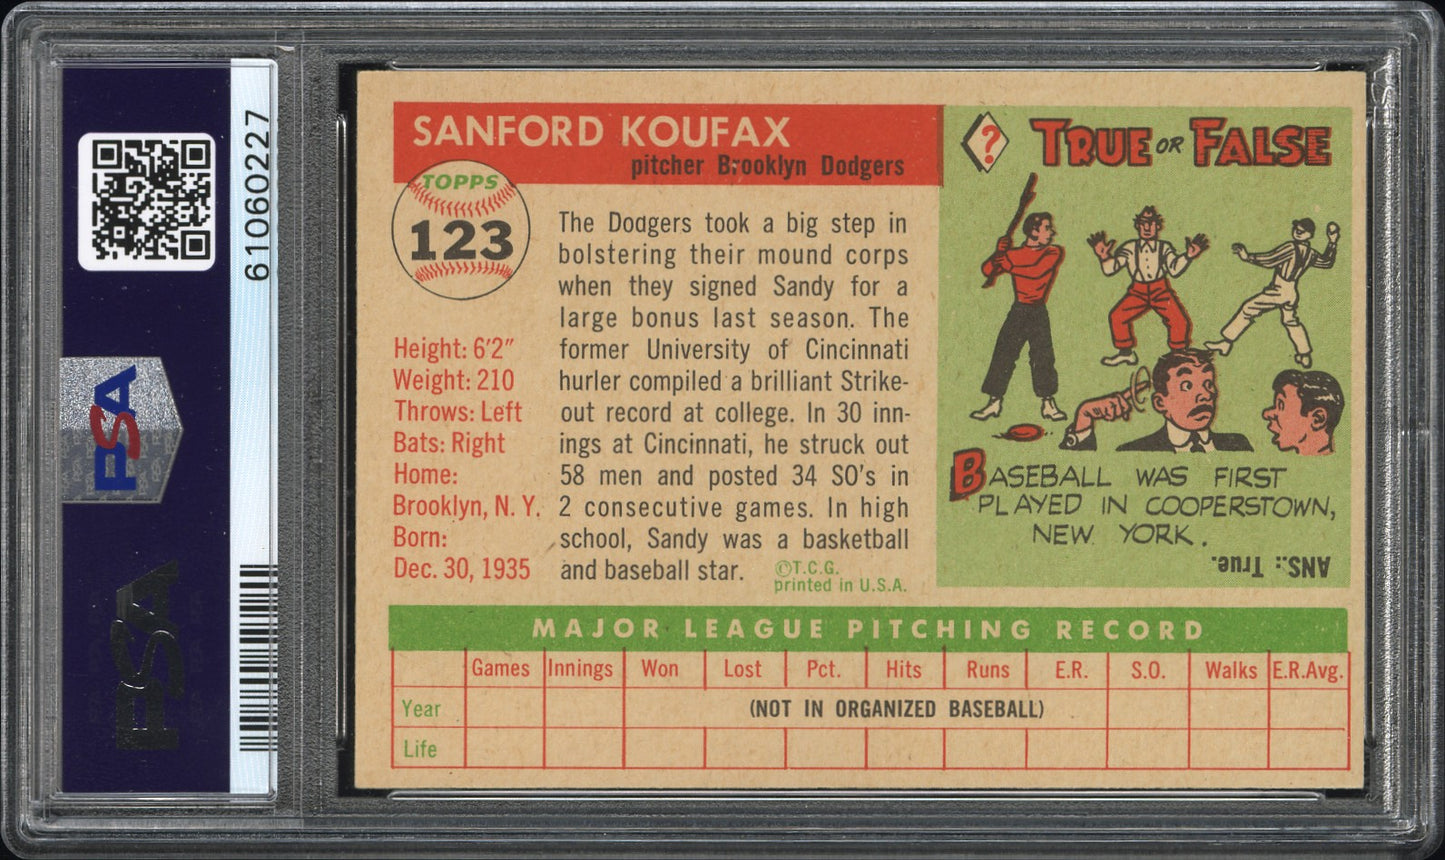 61060227
PSA
PSA
SANFORD KOUFAX
pitcher Brooklyn Dodgers
TOPPS
123
The Dodgers took a big step in
bolstering their mound corps
when they signed Sandy for a
large bonus last season. The
former University of Cincinnati
hurler compiled a brilliant Strike-
out record at college. In 30 inn-
ings at Cincinnati, he struck out
58 men and posted 34 SO's in
2 consecutive games. In high
school, Sandy was a basketball
and baseball star.
©T.C.G.
printed in U.S.A.
Height: 6'2"
Weight: 210
Throws: Left
Bats: Right
Home:
Brooklyn, N. Y.
Born:
Dec. 30, 1935
?
TRUE OR FALSE
BASEBALL WAS FIRST
PLAYED IN COOPERSTOWN,
NEW YORK.
ANS.: True.
MAJOR LEAGUE PITCHING RECORD
Games Innings Won Lost Pct. Hits Runs E.R. S.O. Walks E.R.Avg.
Year (NOT IN ORGANIZED BASEBALL)
Life